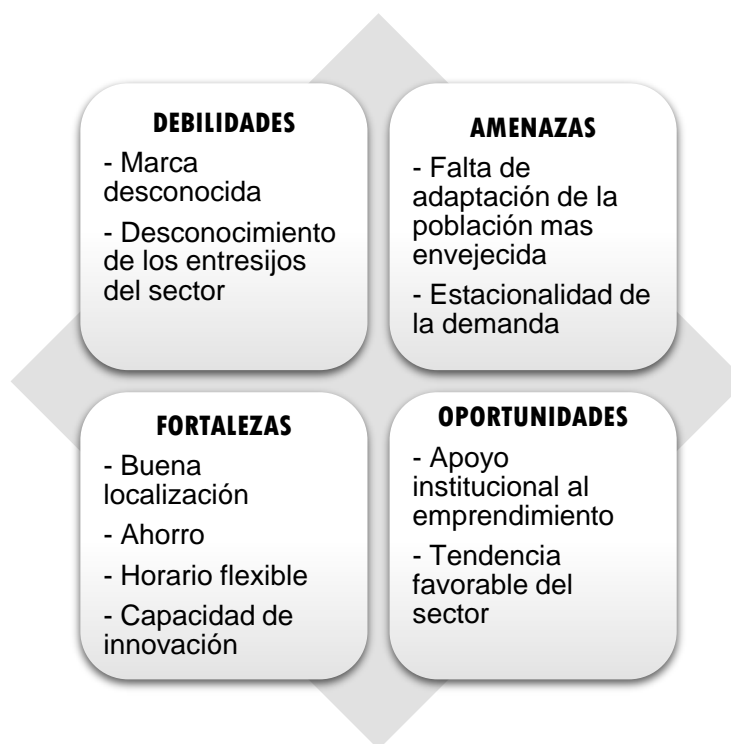 DEBILIDADES
- Marca
desconocida
- Desconocimiento
de los entresijos
del sector
AMENAZAS
- Falta de
adaptación de la
población mas
envejecida
- Estacionalidad de
la demanda
FORTALEZAS
- Buena
localización
- Ahorro
- Horario flexible
- Capacidad de
innovación
OPORTUNIDADES
- Apoyo
institucional al
emprendimiento
- Tendencia
favorable del
sector